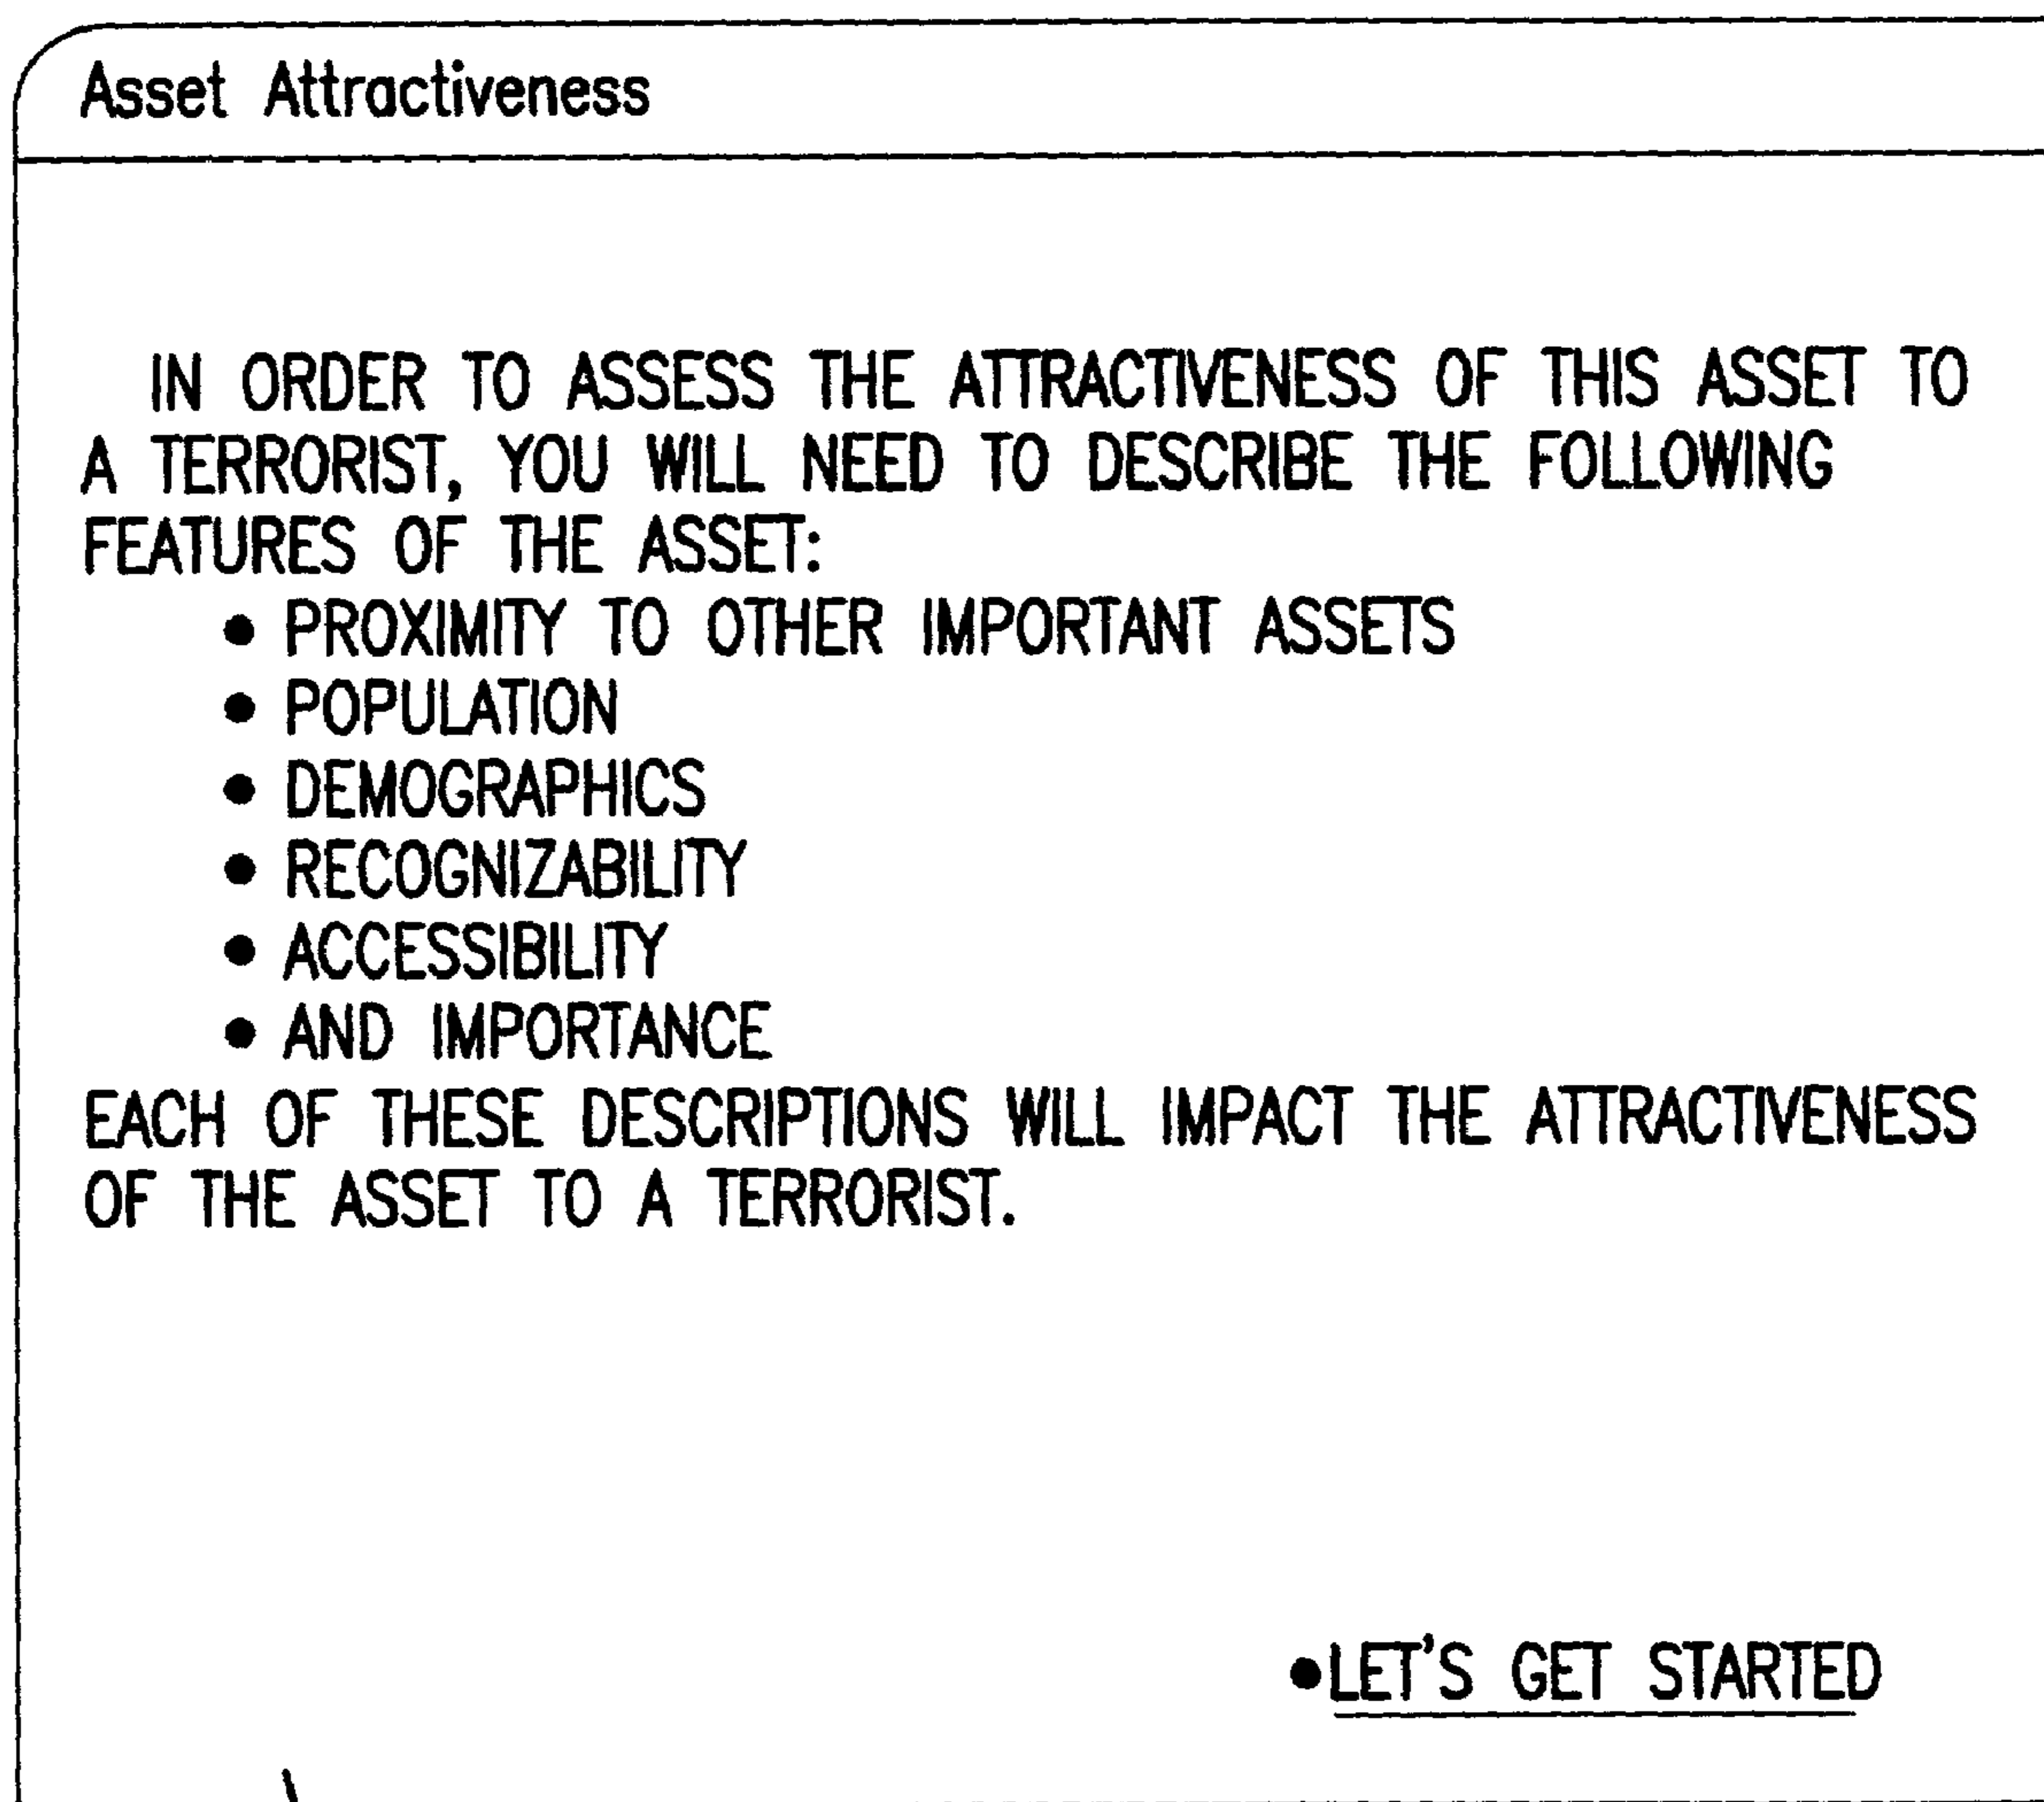 Asset Attractiveness
IN ORDER TO ASSESS THE ATTRACTIVENESS OF THIS ASSET TO
A TERRORIST, YOU WILL NEED TO DESCRIBE THE FOLLOWING
FEATURES OF THE ASSET:
• PROXIMITY TO OTHER IMPORTANT ASSETS
• POPULATION
• DEMOGRAPHICS
• RECOGNIZABILITY
• ACCESSIBILITY
• AND IMPORTANCE
EACH OF THESE DESCRIPTIONS WILL IMPACT THE ATTRACTIVENESS
OF THE ASSET TO A TERRORIST.
•LET'S GET STARTED